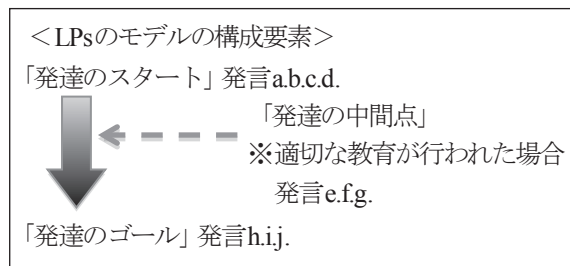 ＜LPsのモデルの構成要素＞
「発達のスタート」発言a.b.c.d.
「発達の中間点」
※適切な教育が行われた場合
発言e.f.g.
「発達のゴール」発言h.i.j.